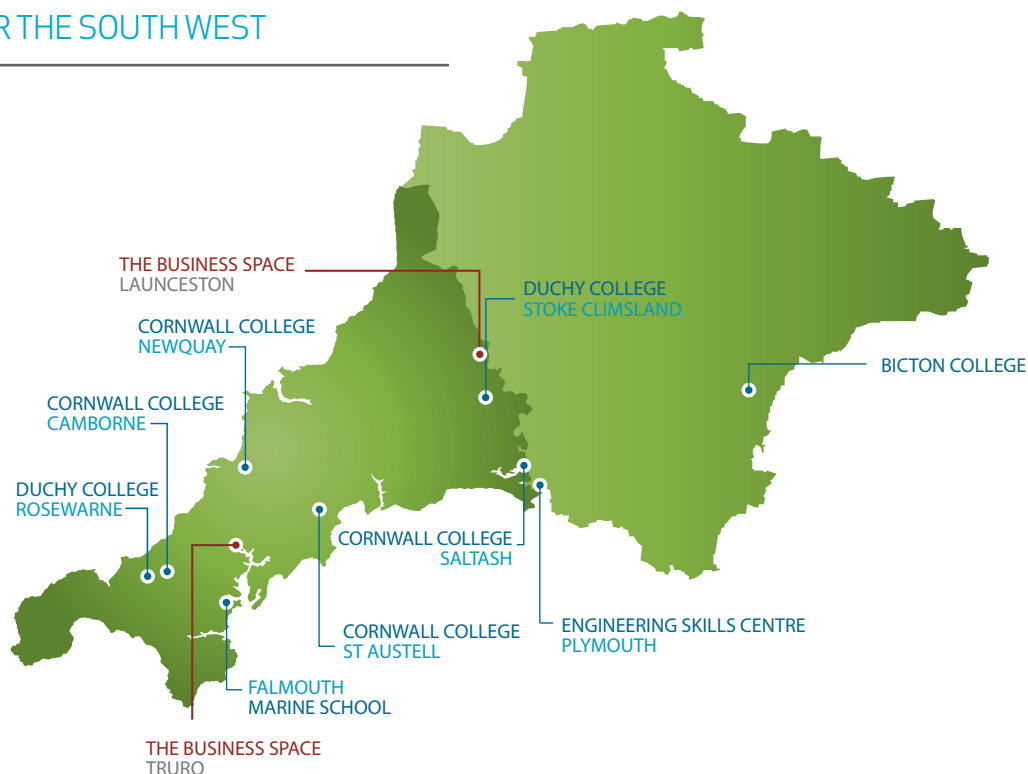 R THE SOUTH WEST
THE BUSINESS SPACE
LAUNCESTON
DUCHY COLLEGE
STOKE CLIMSLAND
CORNWALL COLLEGE
NEWQUAY
BICTON COLLEGE
CORNWALL COLLEGE
CAMBORNE
DUCHY COLLEGE
ROSEWARNE
CORNWALL COLLEGE
SALTASH
CORNWALL COLLEGE
ST AUSTELL
ENGINEERING SKILLS CENTRE
PLYMOUTH
FALMOUTH
MARINE SCHOOL
THE BUSINESS SPACE
TRURO